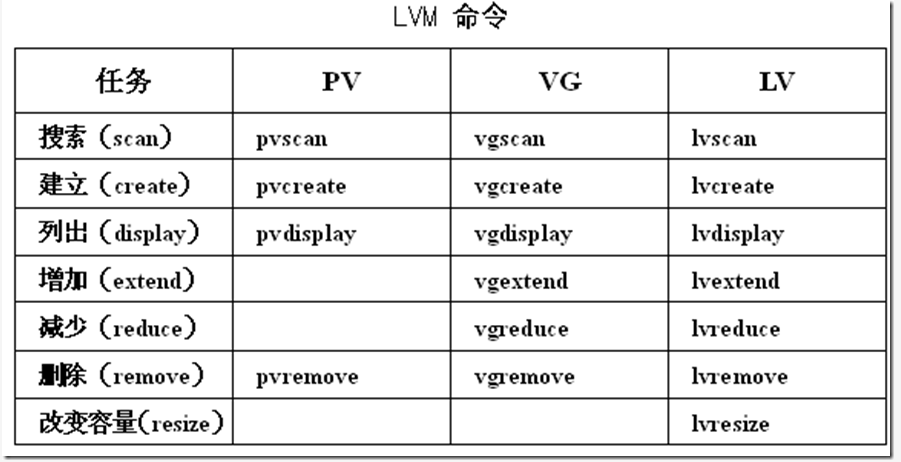 LVM 命令
任务 PV VG LV
搜索（scan） pvscan vgscan lvscan
建立（create） pvcreate vgcreate lvcreate
列出（display） pvdisplay vgdisplay lvdisplay
增加（extend） vgextend lvextend
减少（reduce） vgreduce lvreduce
删除（remove） pvremove vgremove lvremove
改变容量(resize） lvresize